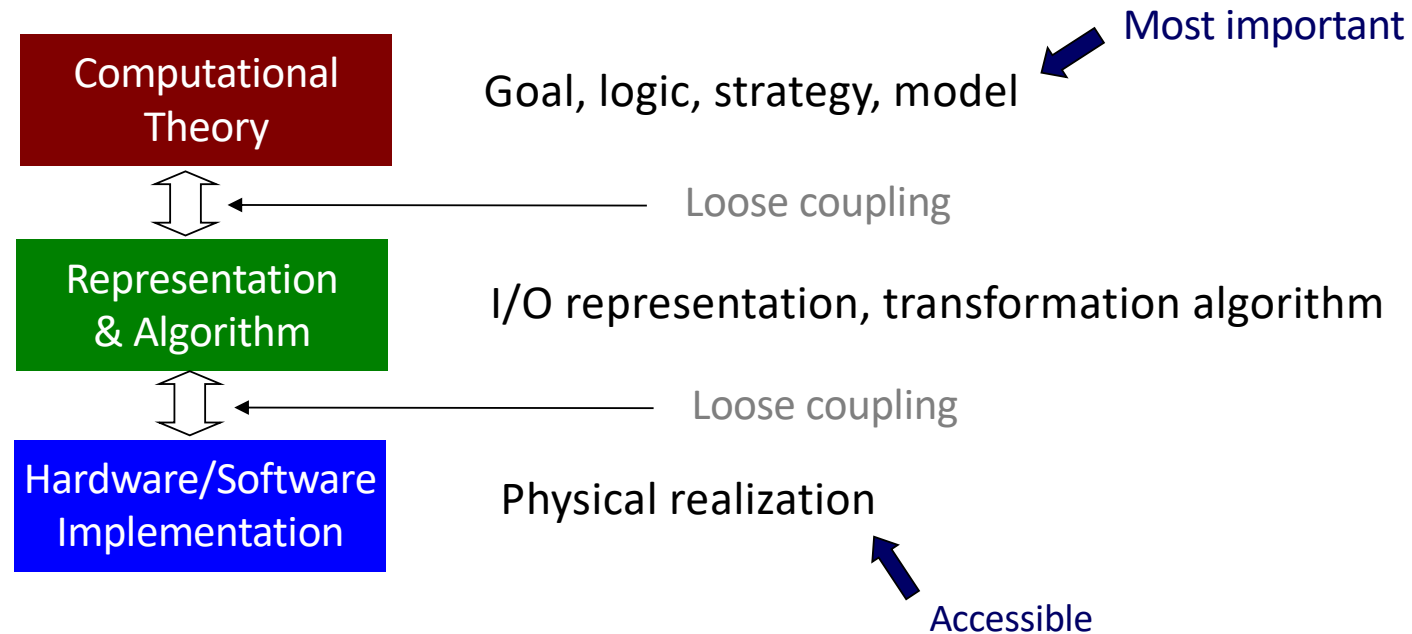 Most important
Computational
Theory
Goal, logic, strategy, model
Loose coupling
Representation
& Algorithm
I/O representation, transformation algorithm
Loose coupling
Hardware/Software
Implementation
Physical realization
Accessible